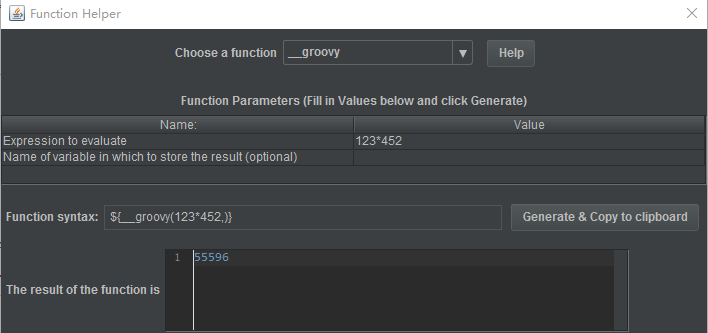 Function Helper
Choose a function __groovy Help
Function Parameters (Fill in Values below and click Generate)
Name: Value
Expression to evaluate 123*452
Name of variable in which to store the result (optional)
Function syntax: ${__groovy(123*452,)} Generate & Copy to clipboard
1 55596
The result of the function is